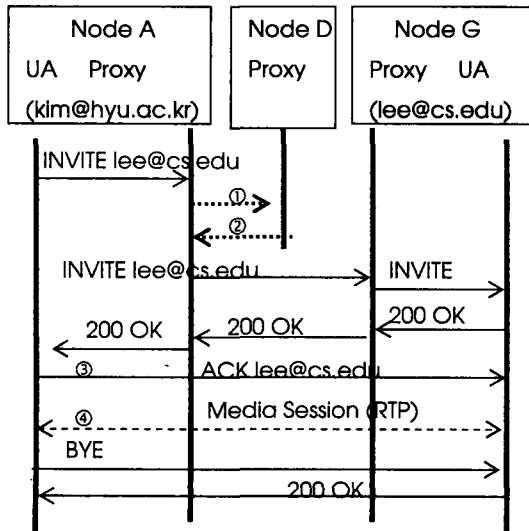 Node A Node D Node G
UA Proxy Proxy Proxy UA
(kim@hyu.ac.kr) (lee@cs.edu)
INVITE lee@cs.edu
①
②
INVITE lee@cs.edu INVITE
200 OK 200 OK 200 OK
③ ACK lee@cs.edu
④ Media Session (RTP)
BYE
200 OK